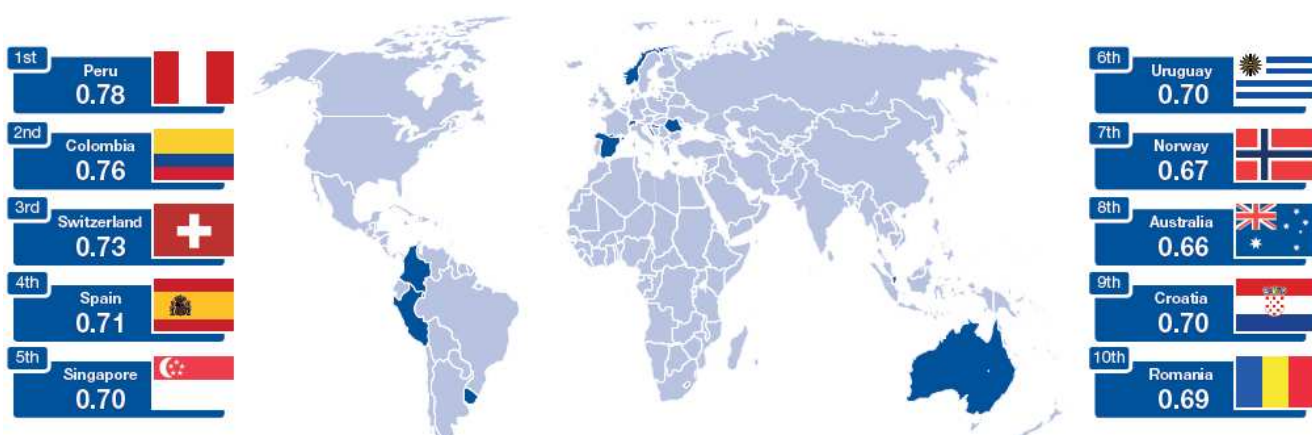 1st
Peru
0.78
2nd
Colombia
0.76
3rd
Switzerland
0.73
4th
Spain
0.71
5th
Singapore
0.70
6th
Uruguay
0.70
7th
Norway
0.67
8th
Australia
0.66
9th
Croatia
0.70
10th
Romania
0.69